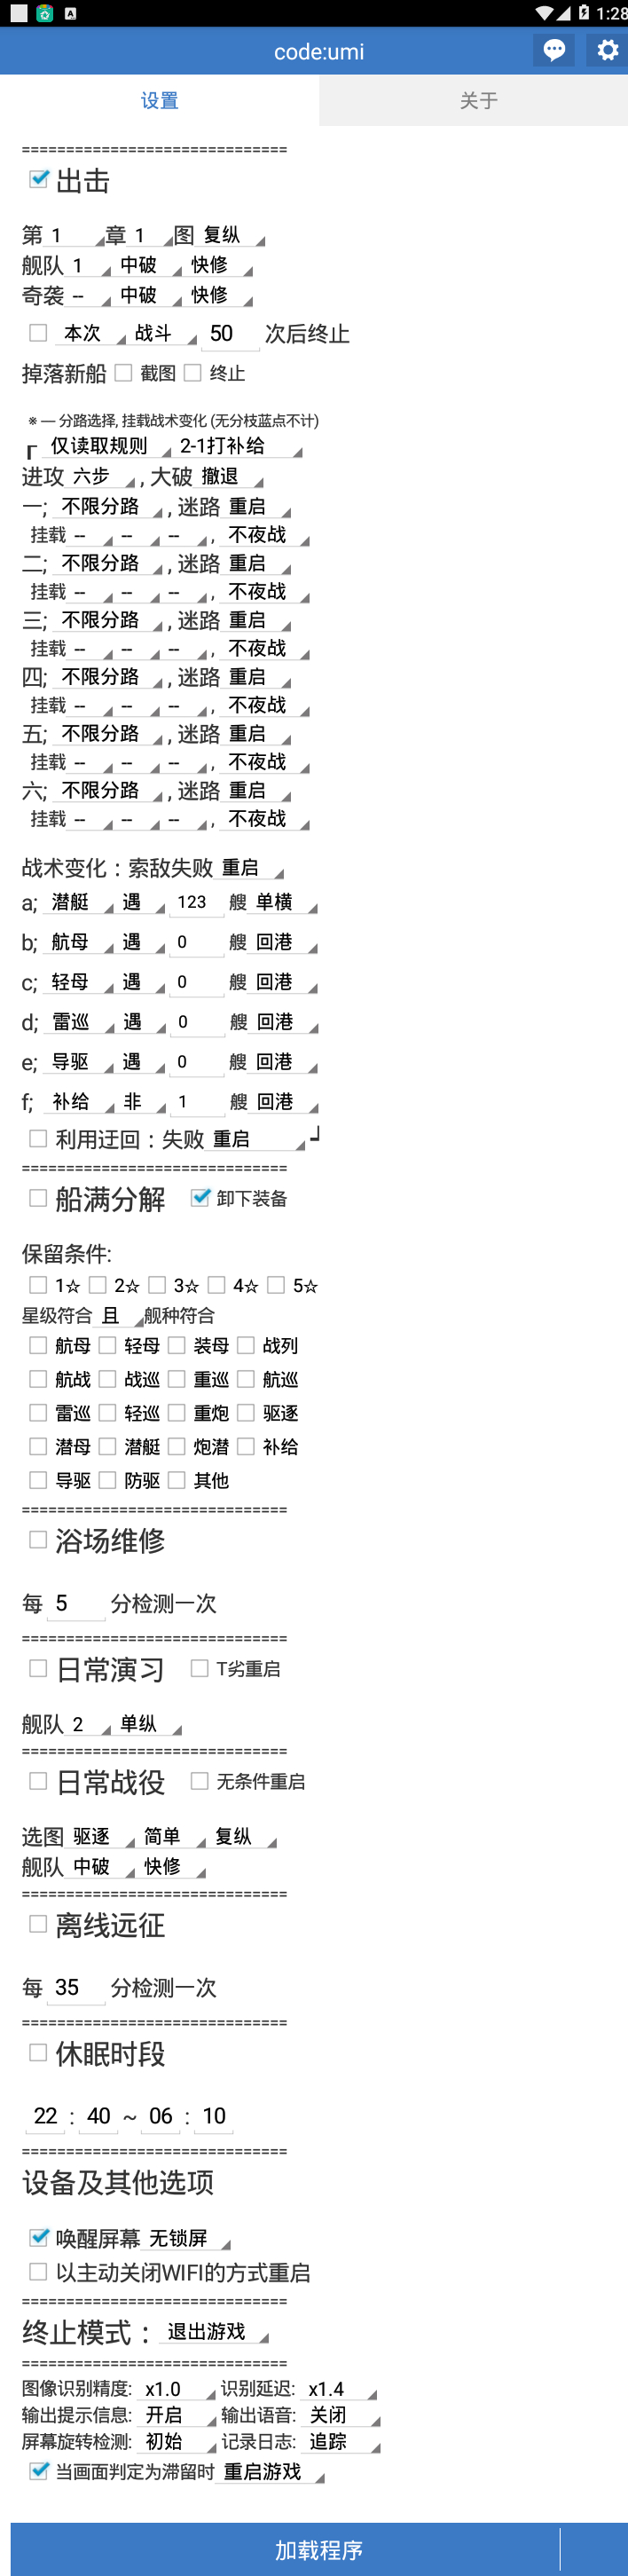 1:28
code:umi
设置 关于
==============================
出击
第 1 章 1 图 复纵
舰队 1 中破 快修
奇袭 -- 中破 快修
本次 战斗 50 次后终止
掉落新船 截图 终止
※ — 分路选择, 挂载战术变化 (无分枝蓝点不计)
┏ 仅读取规则 2-1打补给
进攻 六步 , 大破 撤退
一; 不限分路 , 迷路 重启
挂载 -- -- -- , 不夜战
二; 不限分路 , 迷路 重启
挂载 -- -- -- , 不夜战
三; 不限分路 , 迷路 重启
挂载 -- -- -- , 不夜战
四; 不限分路 , 迷路 重启
挂载 -- -- -- , 不夜战
五; 不限分路 , 迷路 重启
挂载 -- -- -- , 不夜战
六; 不限分路 , 迷路 重启
挂载 -- -- -- , 不夜战
战术变化：索敌失败 重启
a; 潜艇 遇 123 艘 单横
b; 航母 遇 0 艘 回港
c; 轻母 遇 0 艘 回港
d; 雷巡 遇 0 艘 回港
e; 导驱 遇 0 艘 回港
f; 补给 非 1 艘 回港
利用迂回：失败 重启 ┛
==============================
船满分解 卸下装备
保留条件:
1☆ 2☆ 3☆ 4☆ 5☆
星级符合 且 舰种符合
航母 轻母 装母 战列
航战 战巡 重巡 航巡
雷巡 轻巡 重炮 驱逐
潜母 潜艇 炮潜 补给
导驱 防驱 其他
==============================
浴场维修
每 5 分检测一次
==============================
日常演习 T劣重启
舰队 2 单纵
==============================
日常战役 无条件重启
选图 驱逐 简单 复纵
舰队 中破 快修
==============================
离线远征
每 35 分检测一次
==============================
休眠时段
22 : 40 ~ 06 : 10
==============================
设备及其他选项
唤醒屏幕 无锁屏
以主动关闭WIFI的方式重启
==============================
终止模式： 退出游戏
==============================
图像识别精度: x1.0 识别延迟: x1.4
输出提示信息: 开启 输出语音: 关闭
屏幕旋转检测: 初始 记录日志: 追踪
当画面判定为滞留时 重启游戏
加载程序